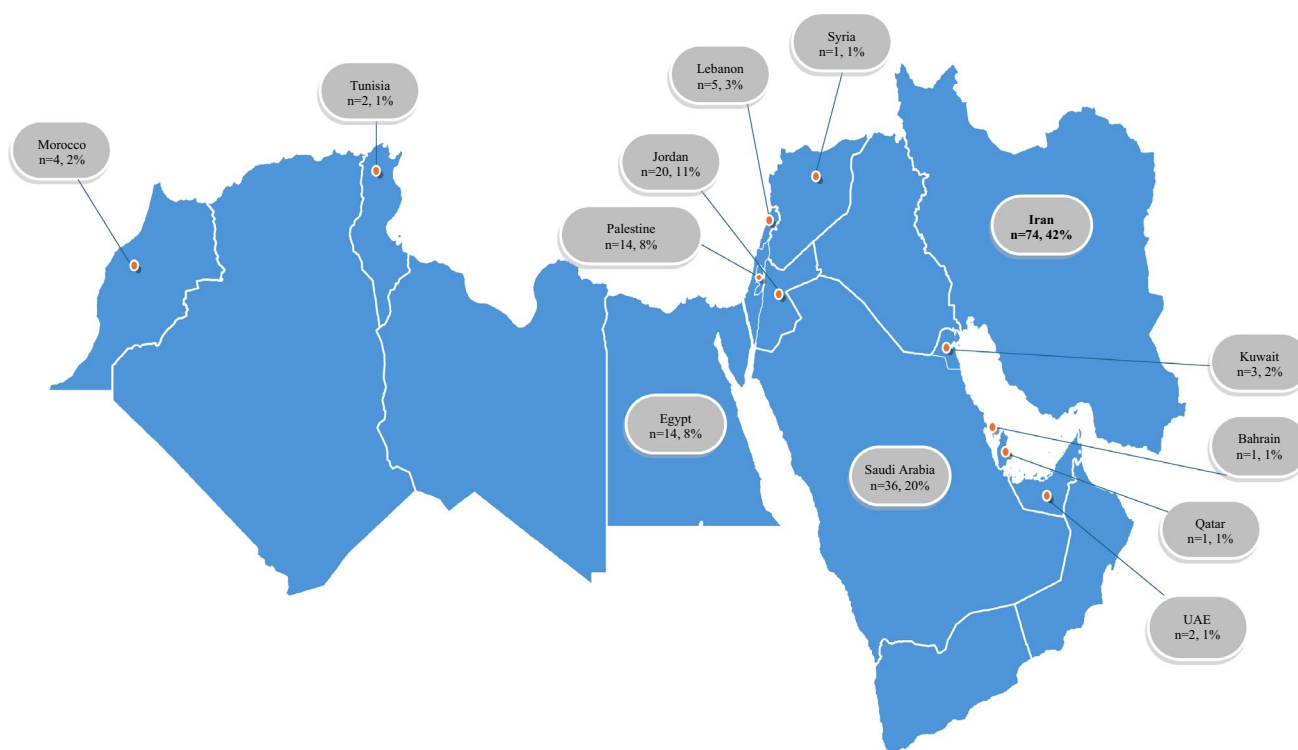 Syria
n=1, 1%
Lebanon
n=5, 3%
Tunisia
n=2, 1%
Morocco
n=4, 2%
Jordan
n=20, 11%
Palestine
n=14, 8%
Iran
n=74, 42%
Kuwait
n=3, 2%
Egypt
n=14, 8%
Bahrain
n=1, 1%
Saudi Arabia
n=36, 20%
Qatar
n=1, 1%
UAE
n=2, 1%